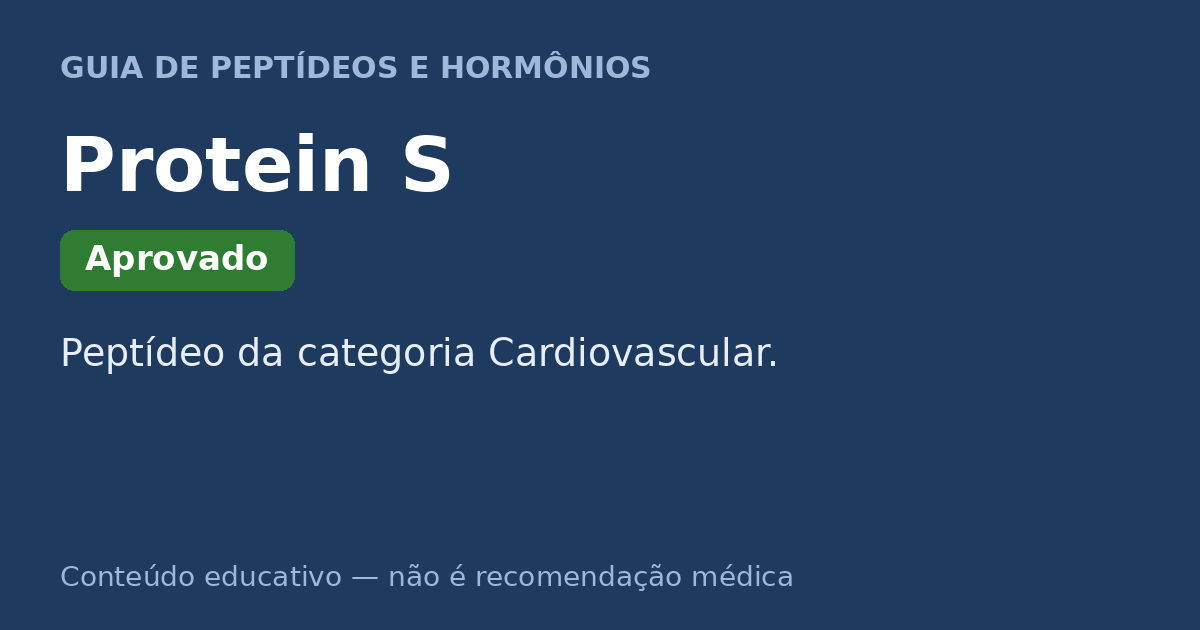 GUIA DE PEPTÍDEOS E HORMÔNIOS
Protein S
Aprovado
Peptídeo da categoria Cardiovascular.
Conteúdo educativo — não é recomendação médica